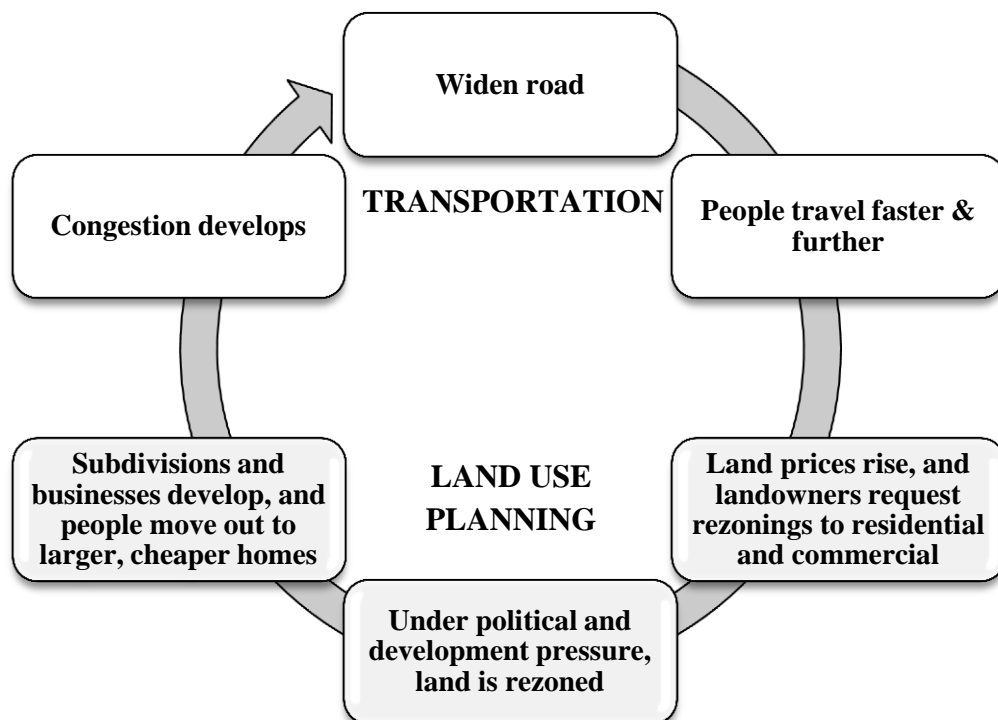 Widen road
TRANSPORTATION
People travel faster &
further
Land prices rise, and
landowners request
rezonings to residential
and commercial
LAND USE
PLANNING
Under political and
development pressure,
land is rezoned
Subdivisions and
businesses develop, and
people move out to
larger, cheaper homes
Congestion develops